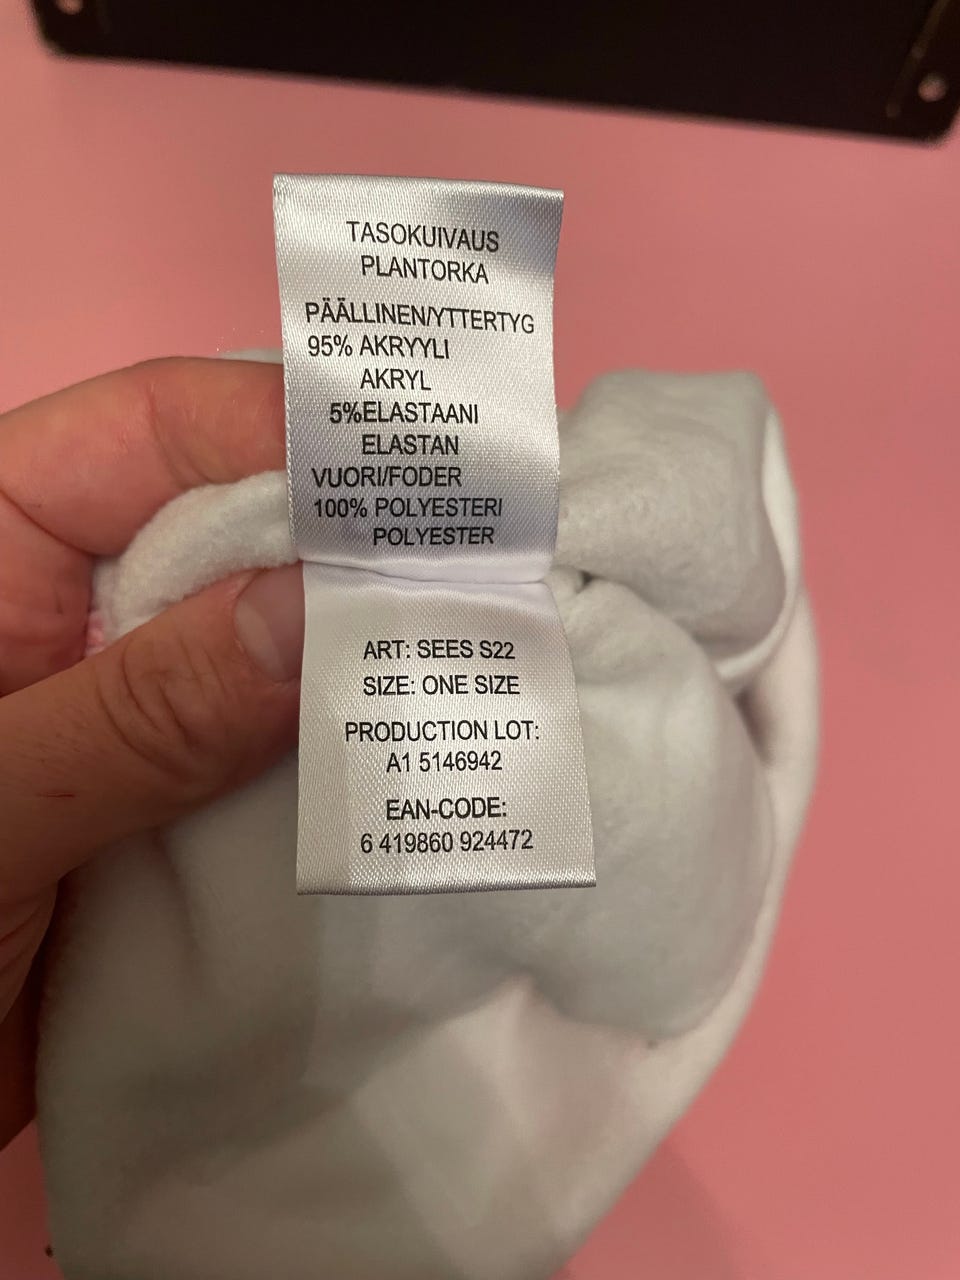 TASOKUIVAUS
PLANTORKA
PÄÄLLINEN/YTTERTYG
95% AKRYYLI
AKRYL
5%ELASTAANI
ELASTAN
VUORI/FODER
100% POLYESTERI
POLYESTER
ART: SEES S22
SIZE: ONE SIZE
PRODUCTION LOT:
A1 5146942
EAN-CODE:
6 419860 924472